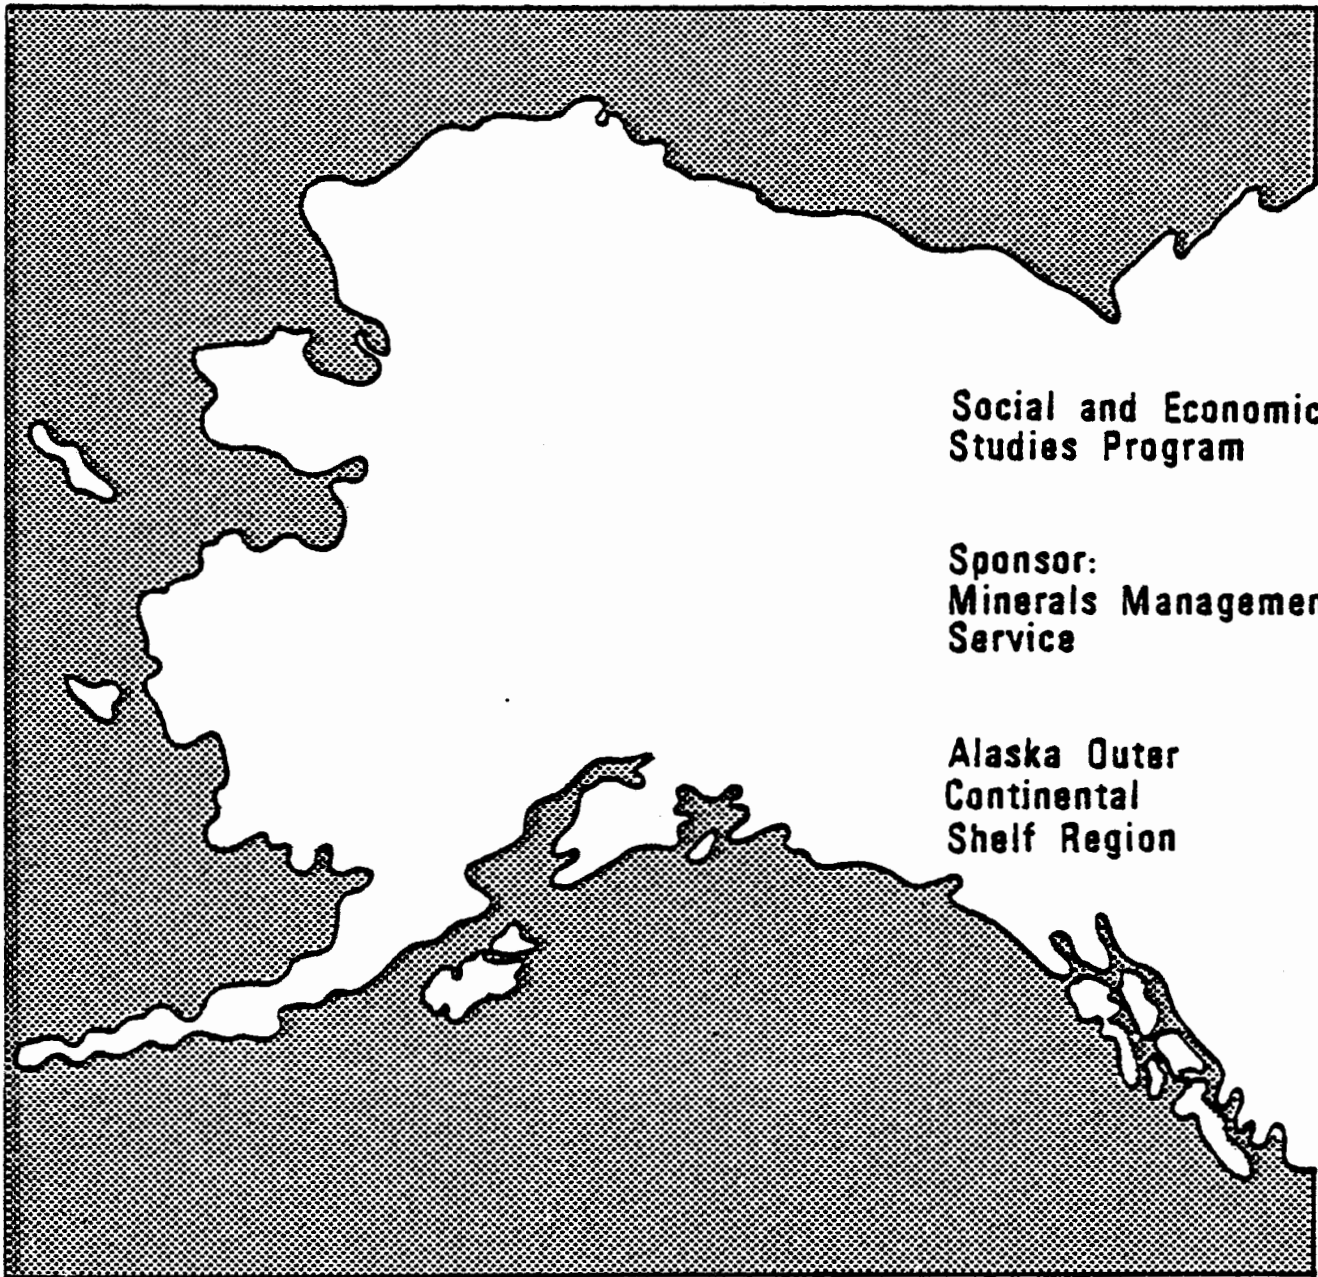 Social and Economic
Studies Program
Sponsor:
Minerals Managemen
Service
Alaska Outer
Continental
Shelf Region